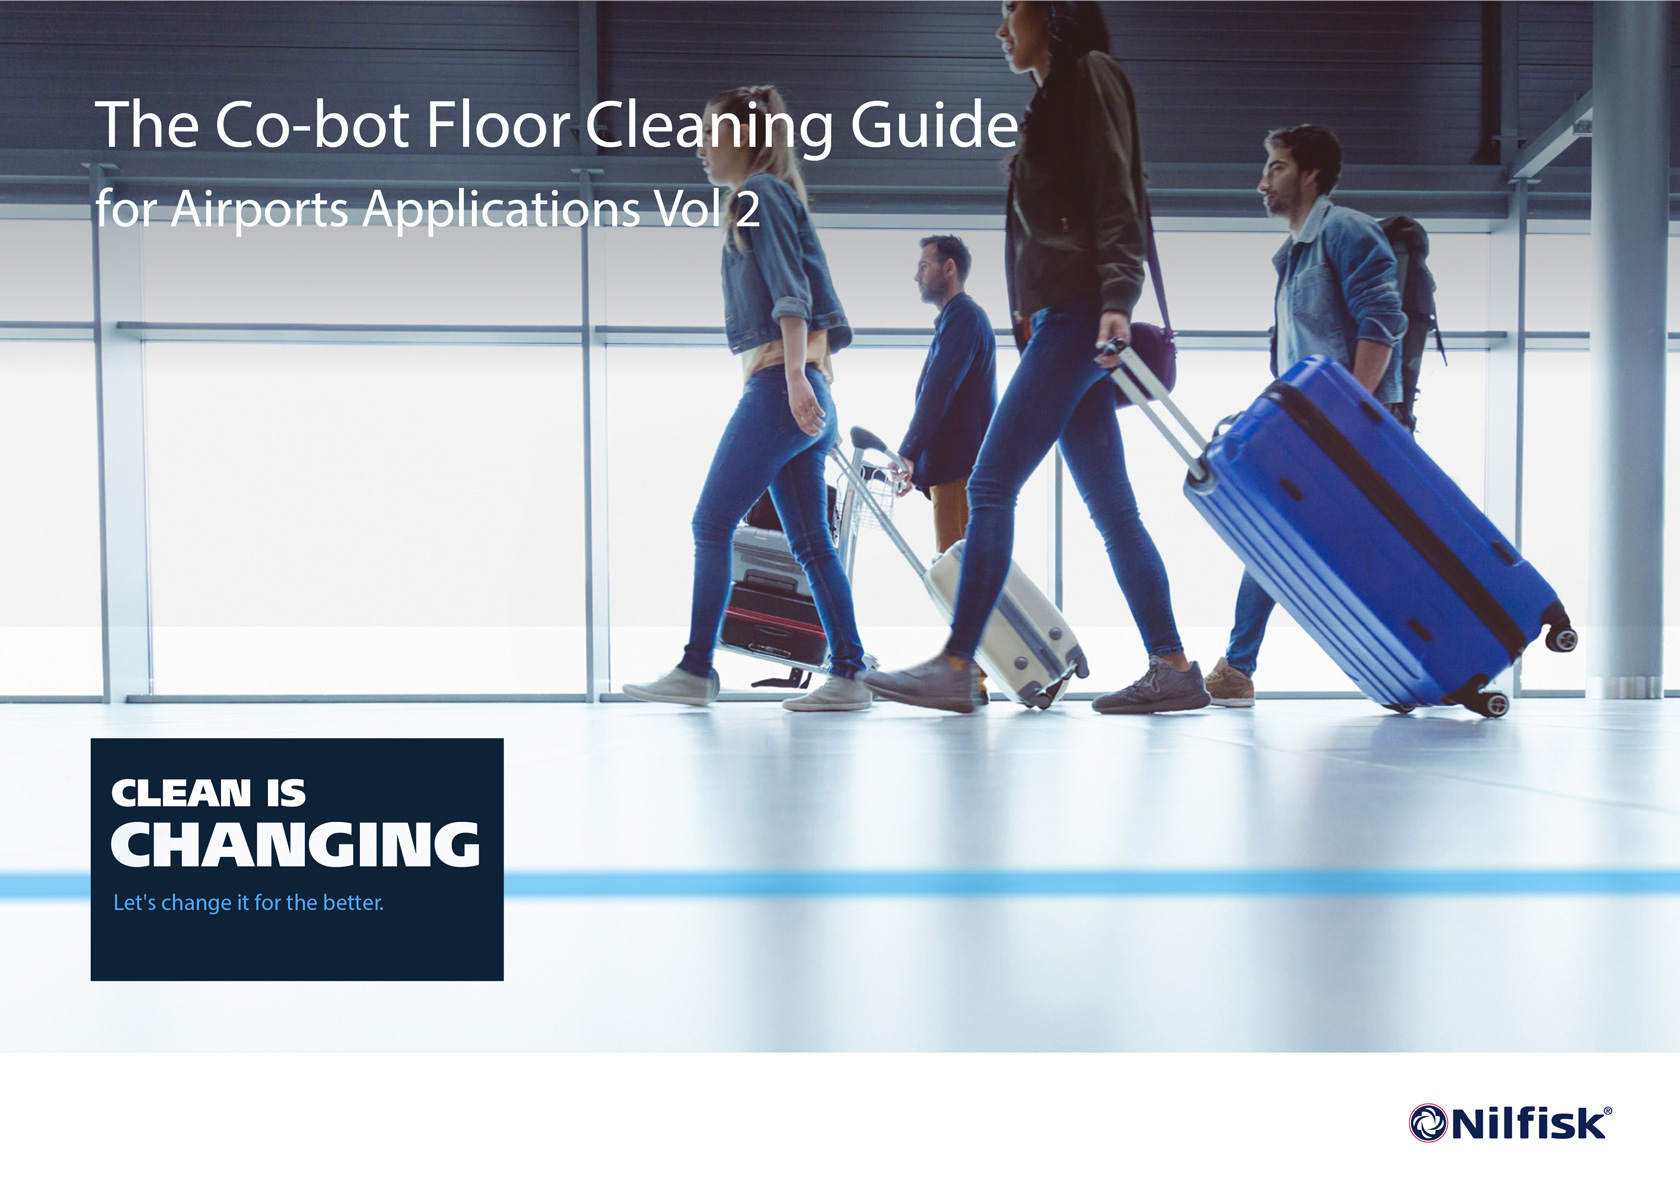 The Co-bot Floor Cleaning Guide
for Airports Applications Vol 2
CLEAN IS
CHANGING
Let's change it for the better.
Nilfisk®